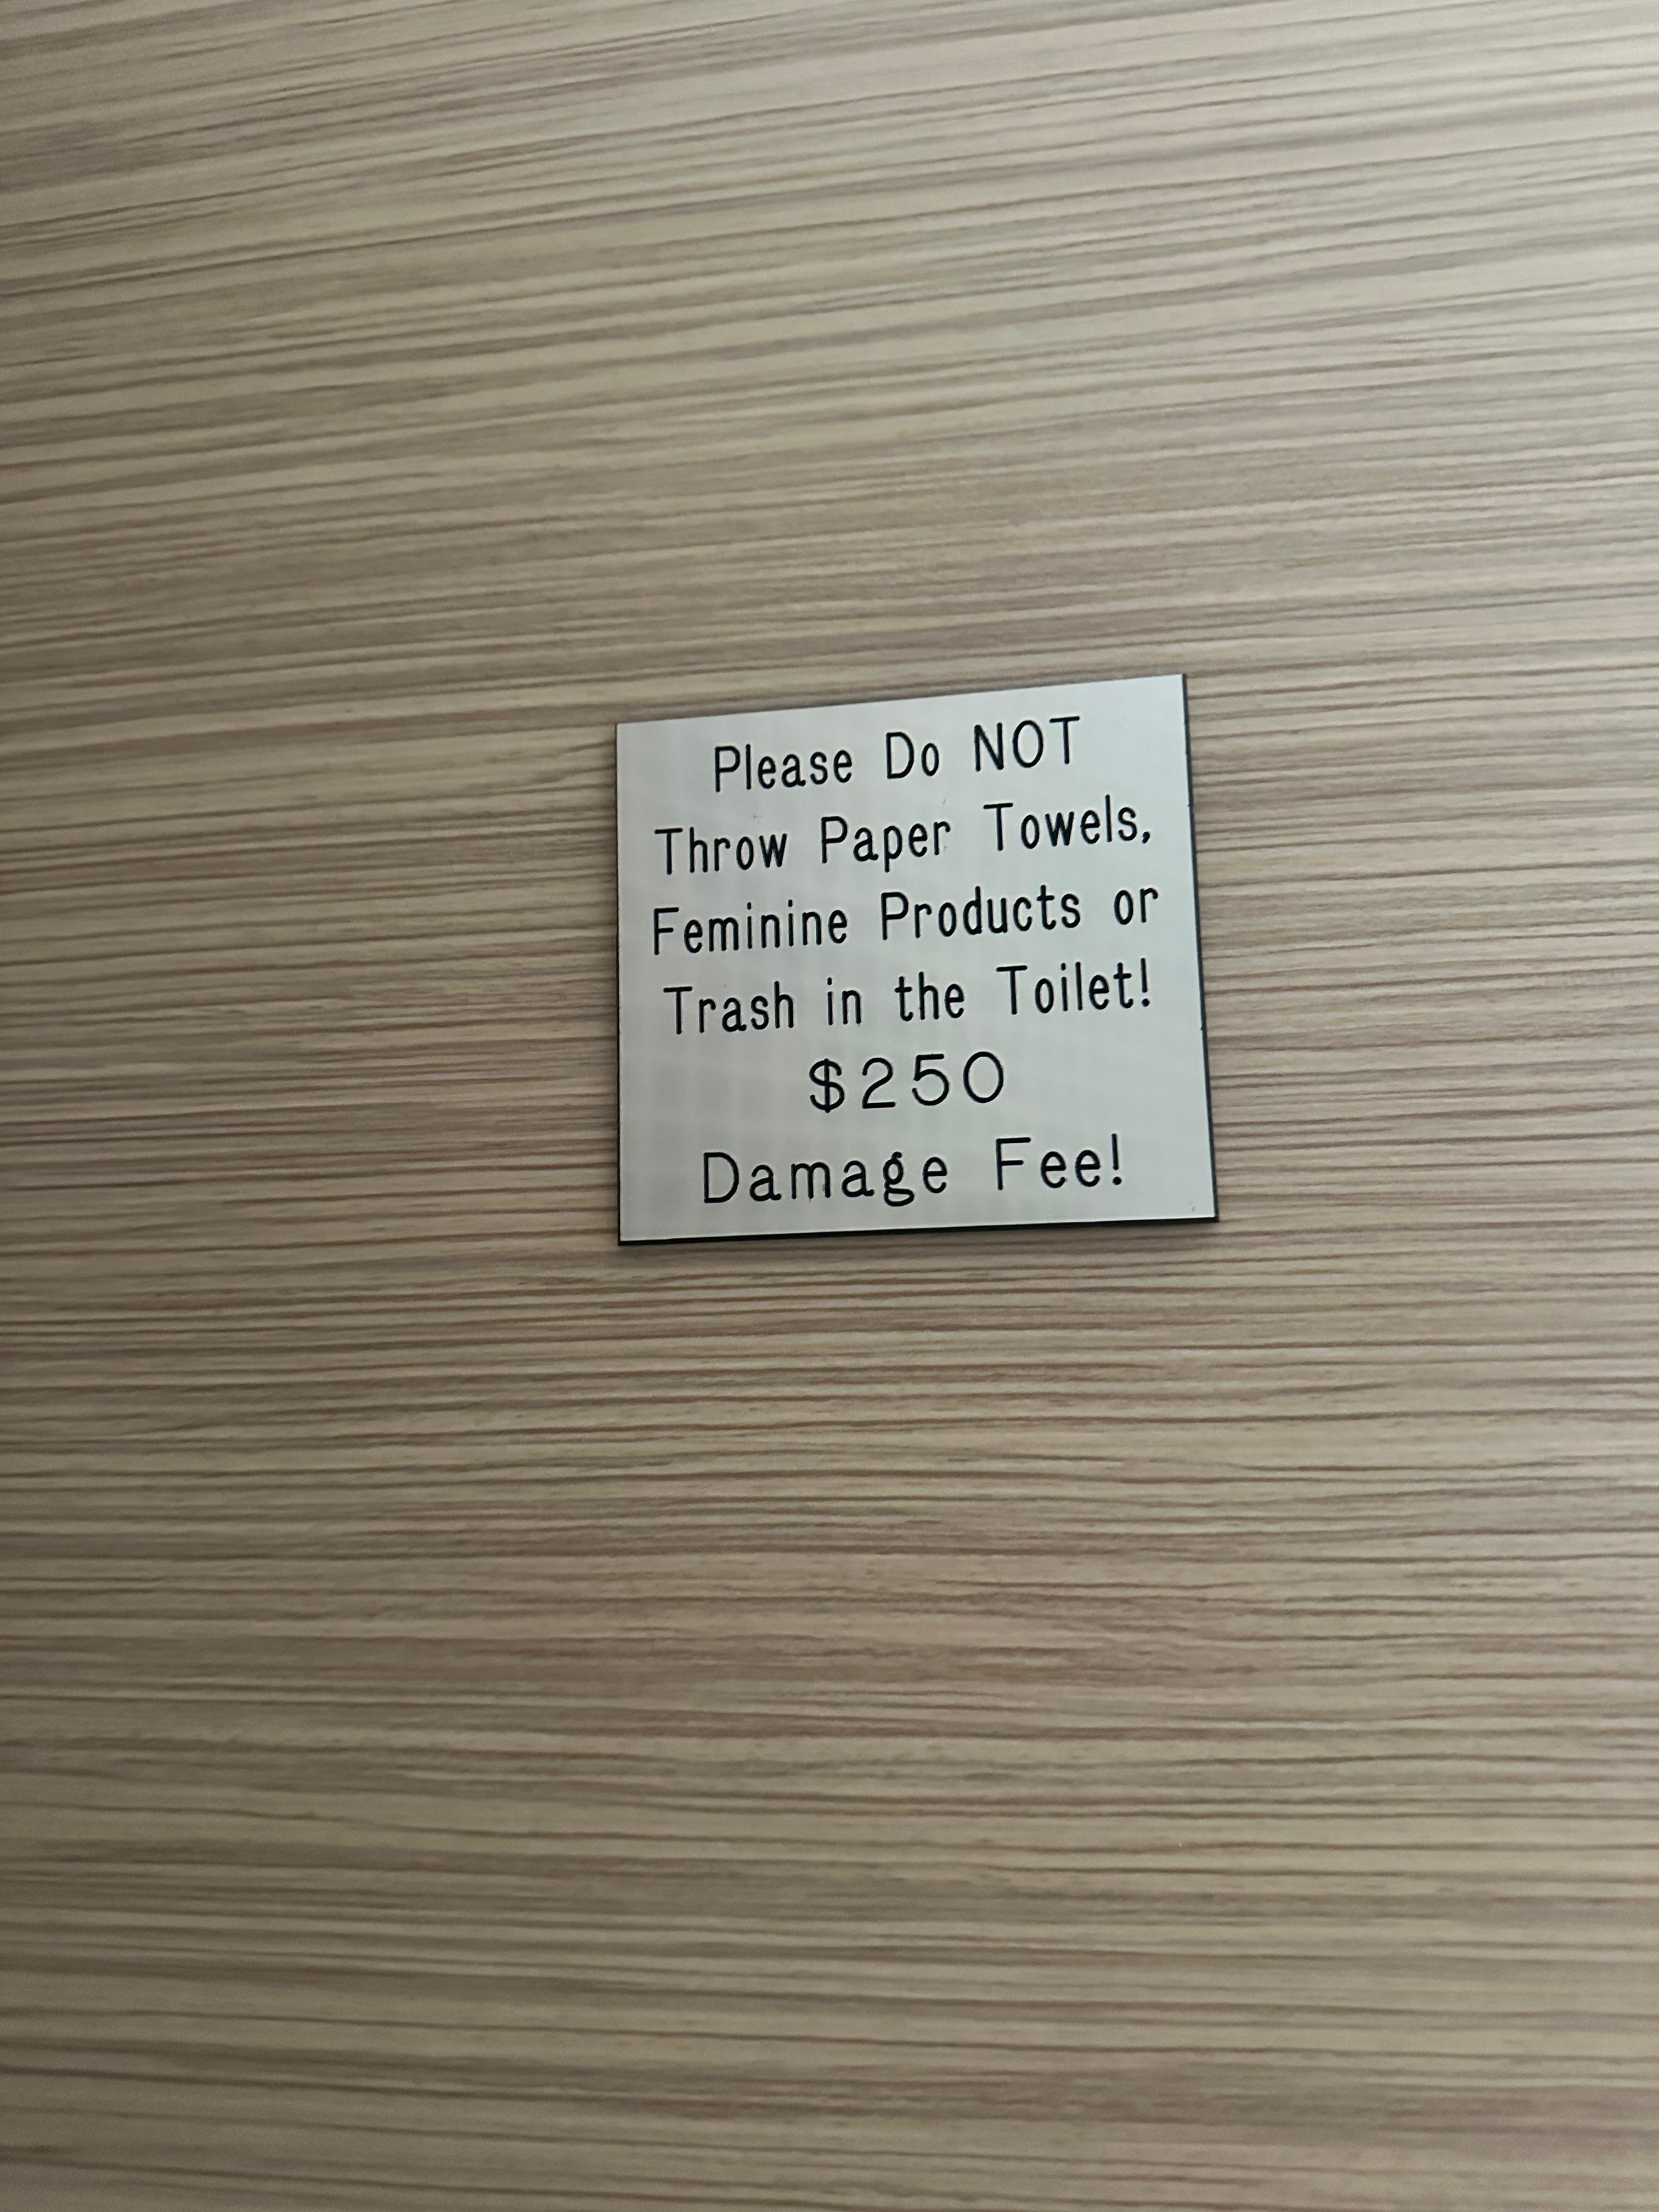 Please Do NOT
Throw Paper Towels,
Feminine Products or
Trash in the Toilet!
$250
Damage Fee!